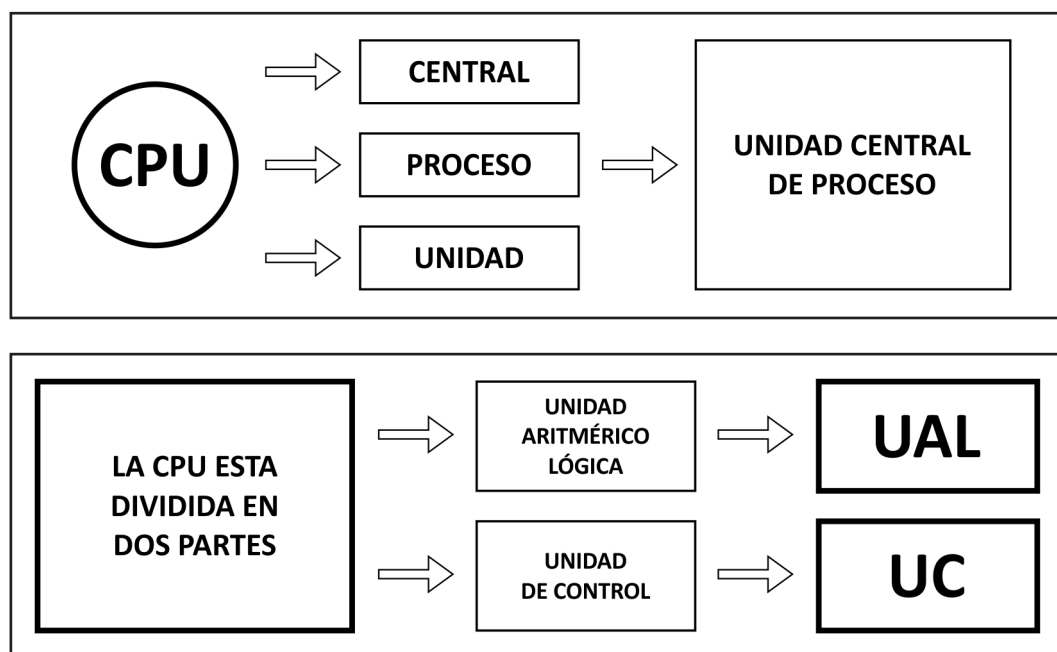 CPU
CENTRAL
PROCESO
UNIDAD
UNIDAD CENTRAL
DE PROCESO
LA CPU ESTA
DIVIDIDA EN
DOS PARTES
UNIDAD
ARITMÉRICO
LÓGICA
UAL
UNIDAD
DE CONTROL
UC